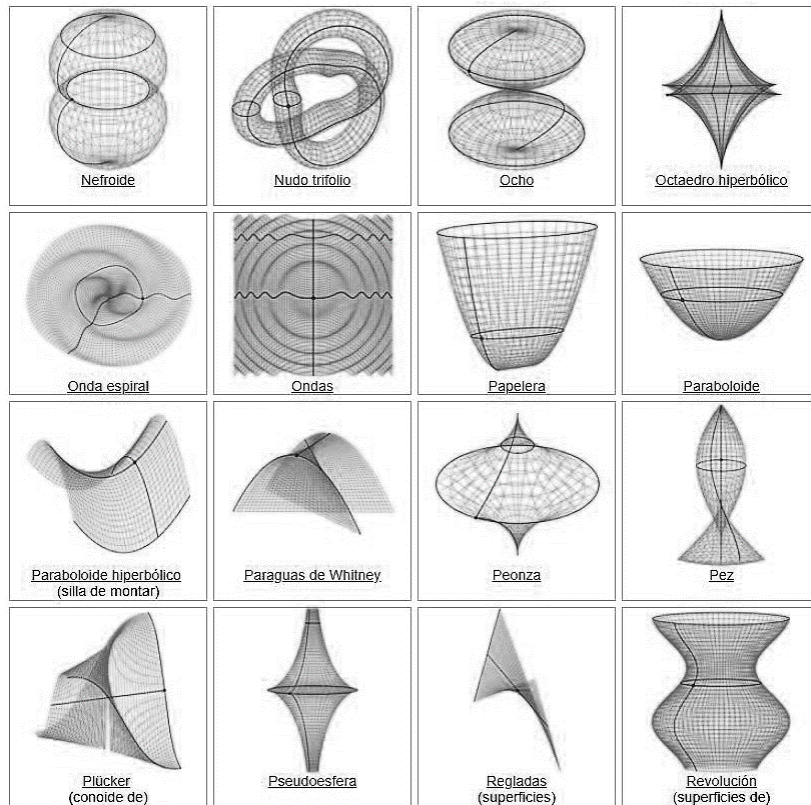 Nefroide
Nudo trifolio
Ocho
Octaedro hiperbólico
Onda espiral
Ondas
Papelera
Paraboloide
Paraboloide hiperbólico
(silla de montar)
Paraguas de Whitney
Peonza
Pez
Plücker
(conoide de)
Pseudoesfera
Regladas
(superficies)
Revolución
(superficies de)